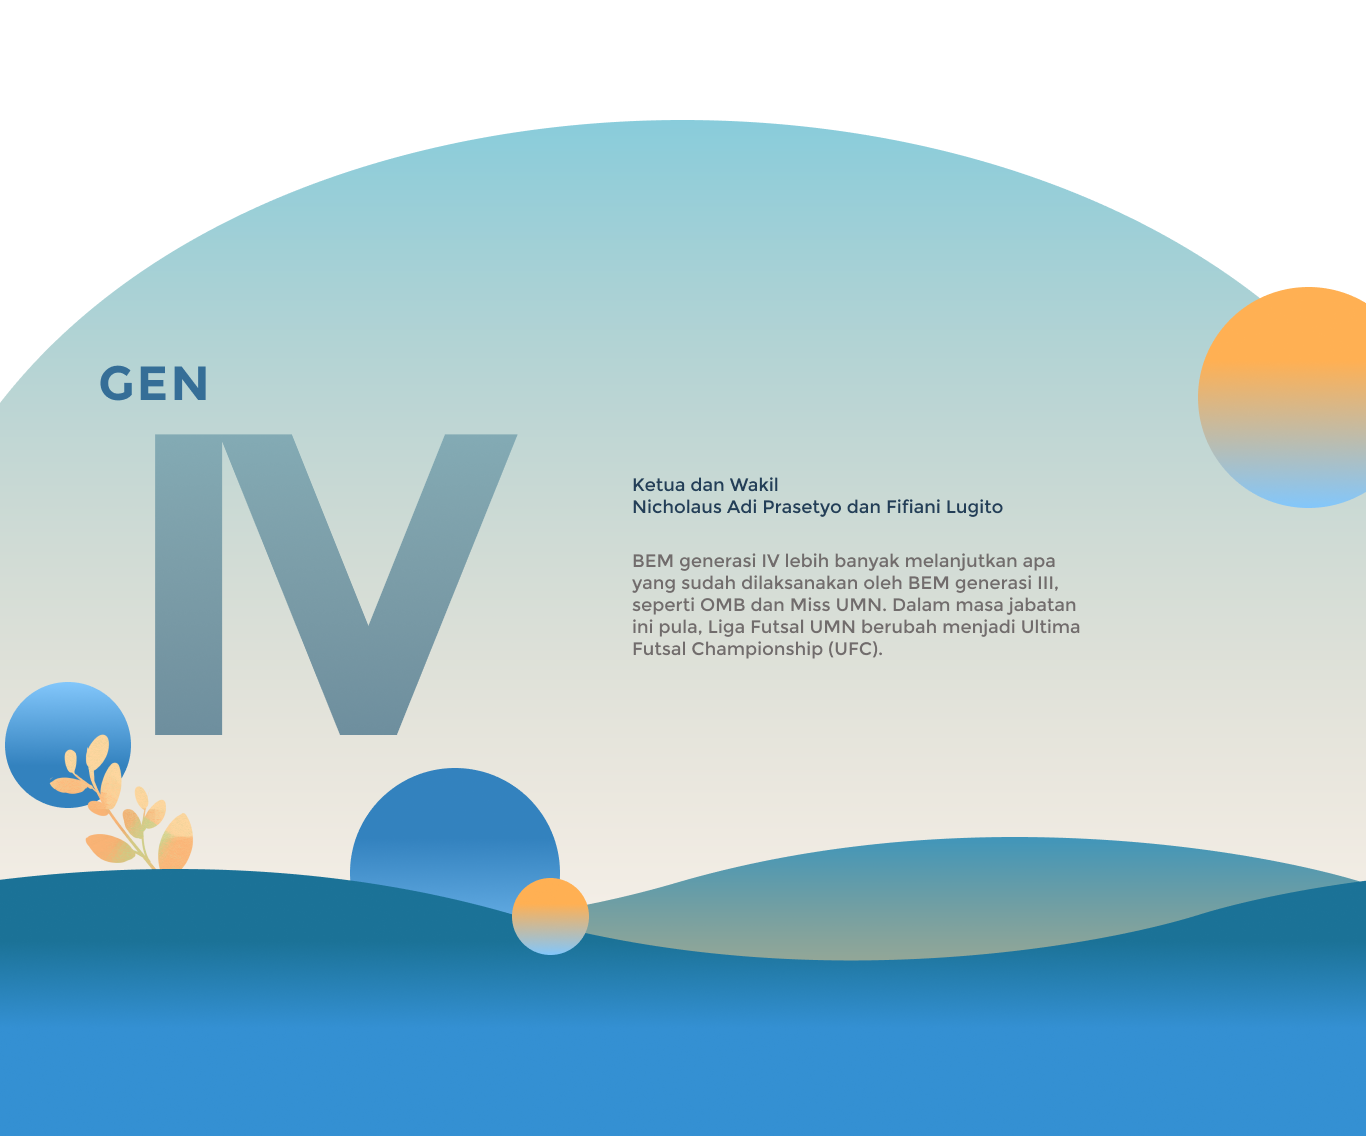 GEN
IV
Ketua dan Wakil
Nicholaus Adi Prasetyo dan Fifiani Lugito
BEM generasi IV lebih banyak melanjutkan apa
yang sudah dilaksanakan oleh BEM generasi III,
seperti OMB dan Miss UMN. Dalam masa jabatan
ini pula, Liga Futsal UMN berubah menjadi Ultima
Futsal Championship (UFC).